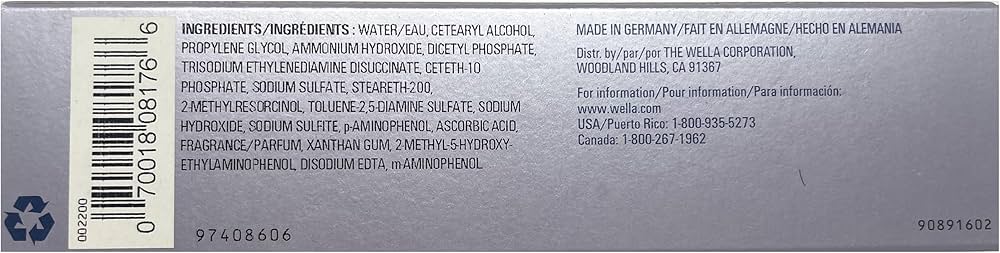 INGREDIENTS/INGRÉDIENTS: WATER/EAU, CETEARYL ALCOHOL,
PROPYLENE GLYCOL, AMMONIUM HYDROXIDE, DICETYL PHOSPHATE,
TRISODIUM ETHYLENEDIAMINE DISUCCINATE, CETETH-10
PHOSPHATE, SODIUM SULFATE, STEARETH-200,
2-METHYLRESORCINOL, TOLUENE-2,5-DIAMINE SULFATE, SODIUM
HYDROXIDE, SODIUM SULFITE, p-AMINOPHENOL, ASCORBIC ACID,
FRAGRANCE/PARFUM, XANTHAN GUM, 2-METHYL-5-HYDROXY-
ETHYLAMINOPHENOL, DISODIUM EDTA, m-AMINOPHENOL.
MADE IN GERMANY/FAIT EN ALLEMAGNE/HECHO EN ALEMANIA
Distr. by/par/por THE WELLA CORPORATION,
WOODLAND HILLS, CA 91367
For information/Pour information/Para información:
www.wella.com
USA/Puerto Rico: 1-800-935-5273
Canada: 1-800-267-1962
002200
0 70018 08176 6
97408606
90891602